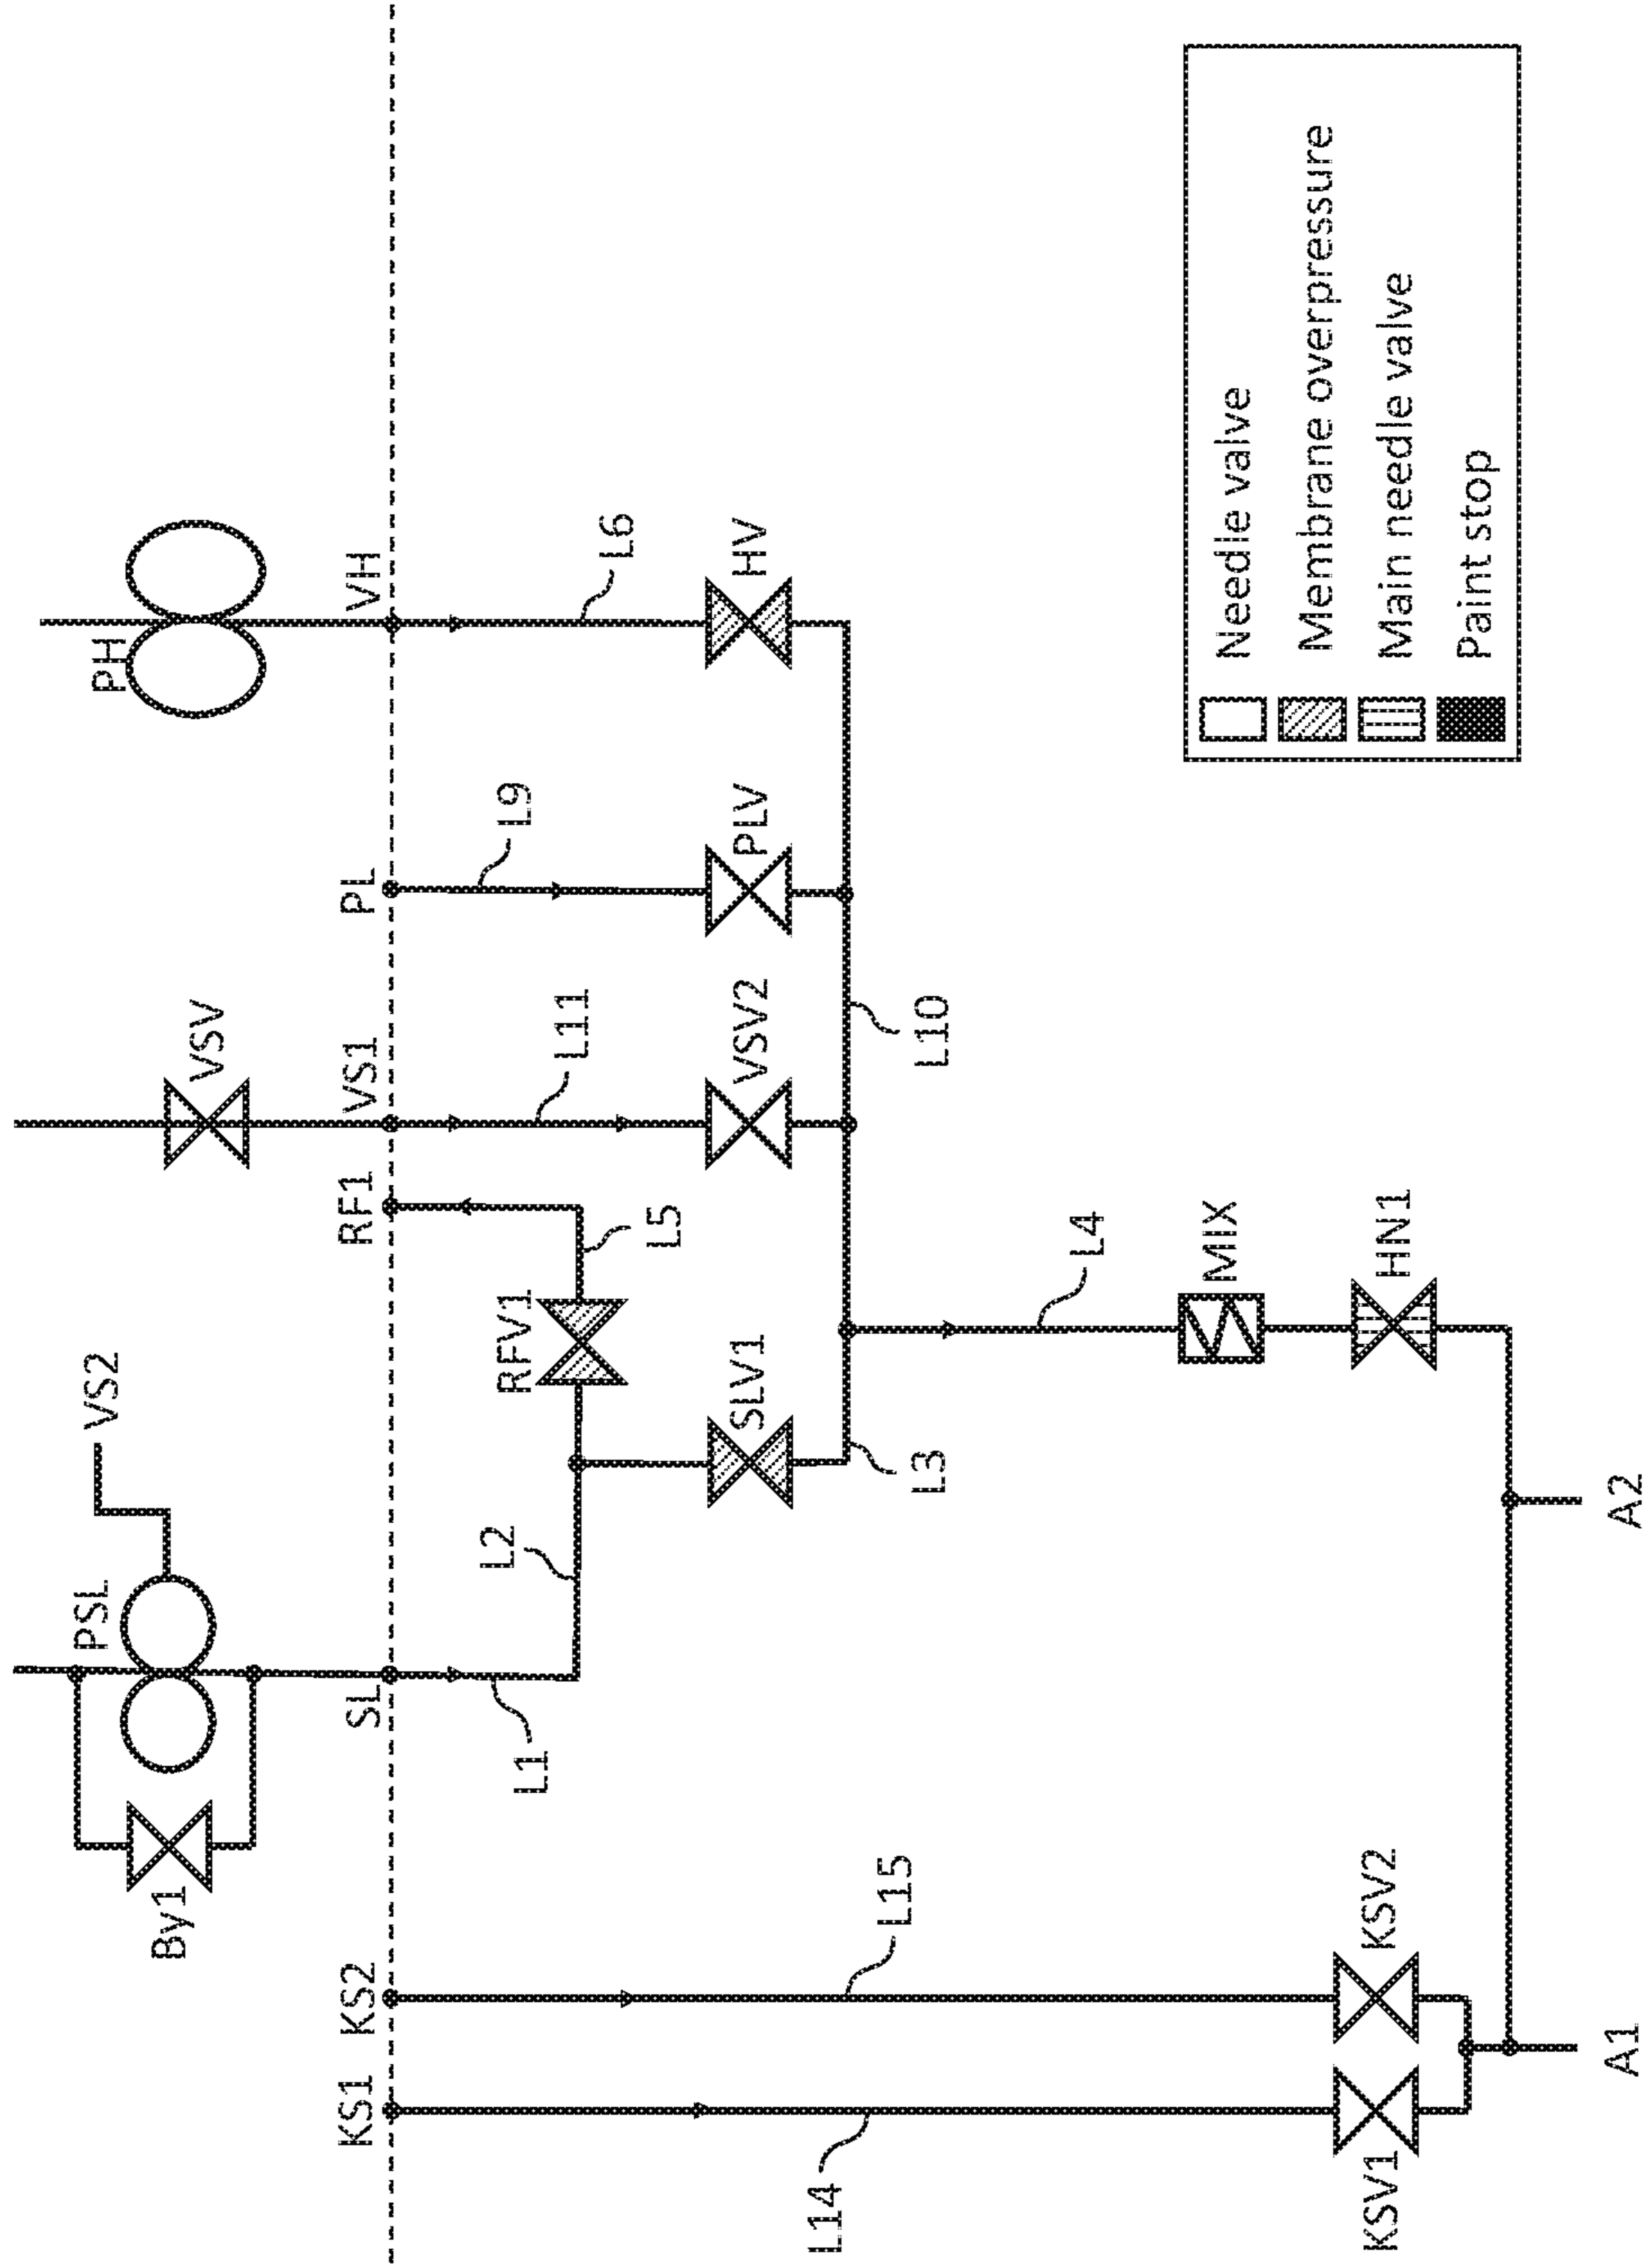 PH
PSL
VS2
VSV
By1
KS1
KS2
SL
RF1
VS1
PL
VH
L1
L2
RFV1
L5
L11
L9
L6
SLV1
VSV2
PLV
HV
L14
L15
L3
L10
L4
MIX
KSV1
KSV2
HN1
A1
A2
Needle valve
Membrane overpressure
Main needle valve
Paint stop